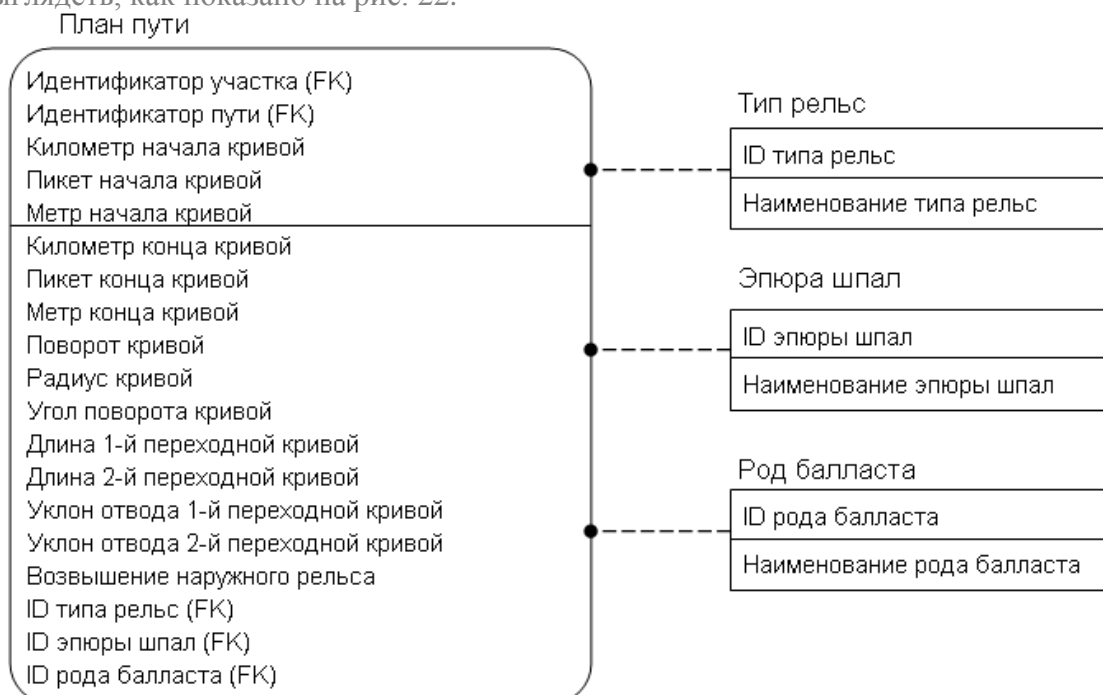 выглядеть, как показано на рис. 22.
План пути
Идентификатор участка (FK)
Идентификатор пути (FK)
Километр начала кривой
Пикет начала кривой
Метр начала кривой
Километр конца кривой
Пикет конца кривой
Метр конца кривой
Поворот кривой
Радиус кривой
Угол поворота кривой
Длина 1-й переходной кривой
Длина 2-й переходной кривой
Уклон отвода 1-й переходной кривой
Уклон отвода 2-й переходной кривой
Возвышение наружного рельса
ID типа рельс (FK)
ID эпюры шпал (FK)
ID рода балласта (FK)
Тип рельс
ID типа рельс
Наименование типа рельс
Эпюра шпал
ID эпюры шпал
Наименование эпюры шпал
Род балласта
ID рода балласта
Наименование рода балласта